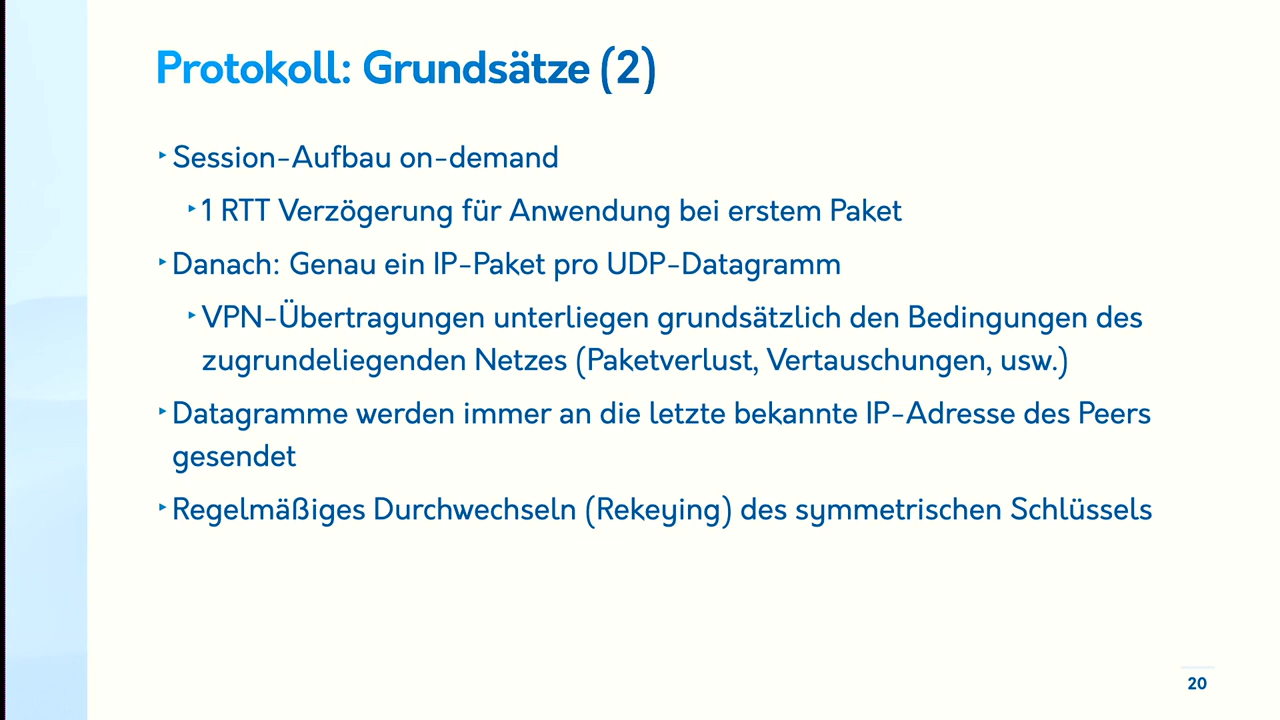 Protokoll: Grundsätze (2)
‣ Session-Aufbau on-demand
‣ 1 RTT Verzögerung für Anwendung bei erstem Paket
‣ Danach: Genau ein IP-Paket pro UDP-Datagramm
‣ VPN-Übertragungen unterliegen grundsätzlich den Bedingungen des
zugrundeliegenden Netzes (Paketverlust, Vertauschungen, usw.)
‣ Datagramme werden immer an die letzte bekannte IP-Adresse des Peers
gesendet
‣ Regelmäßiges Durchwechseln (Rekeying) des symmetrischen Schlüssels
20